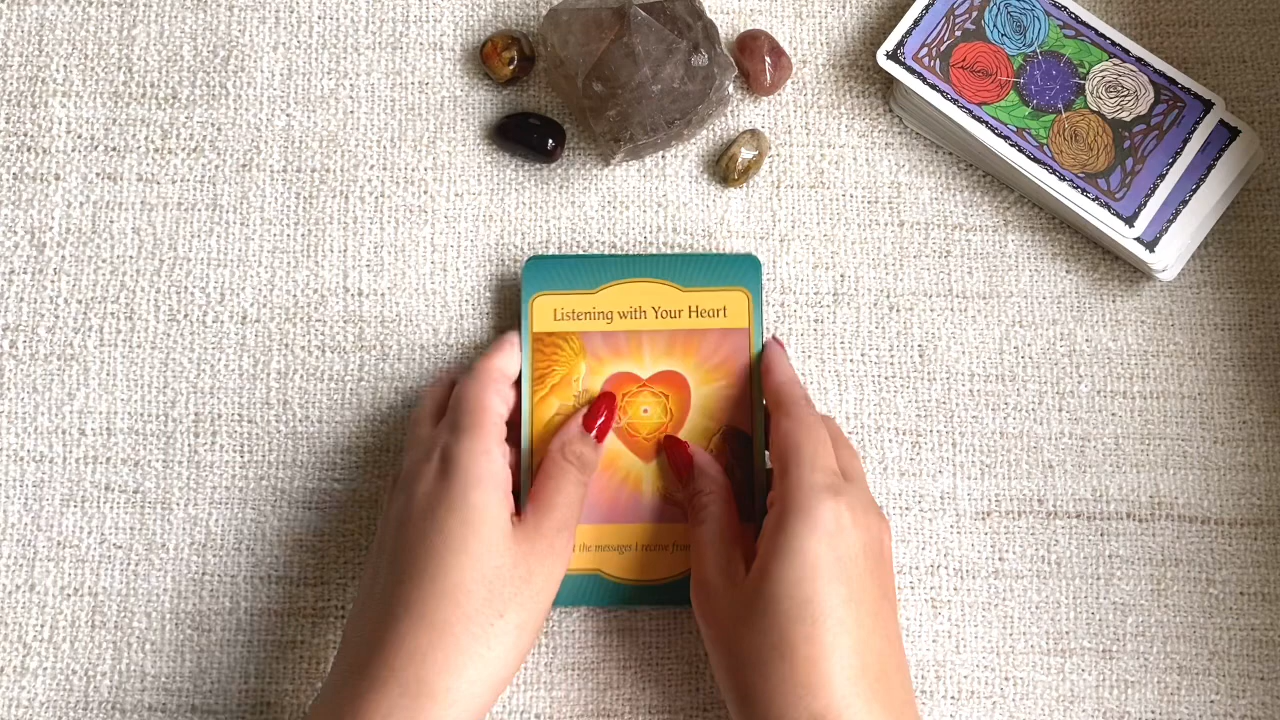 Listening with Your Heart
the messages I receive from